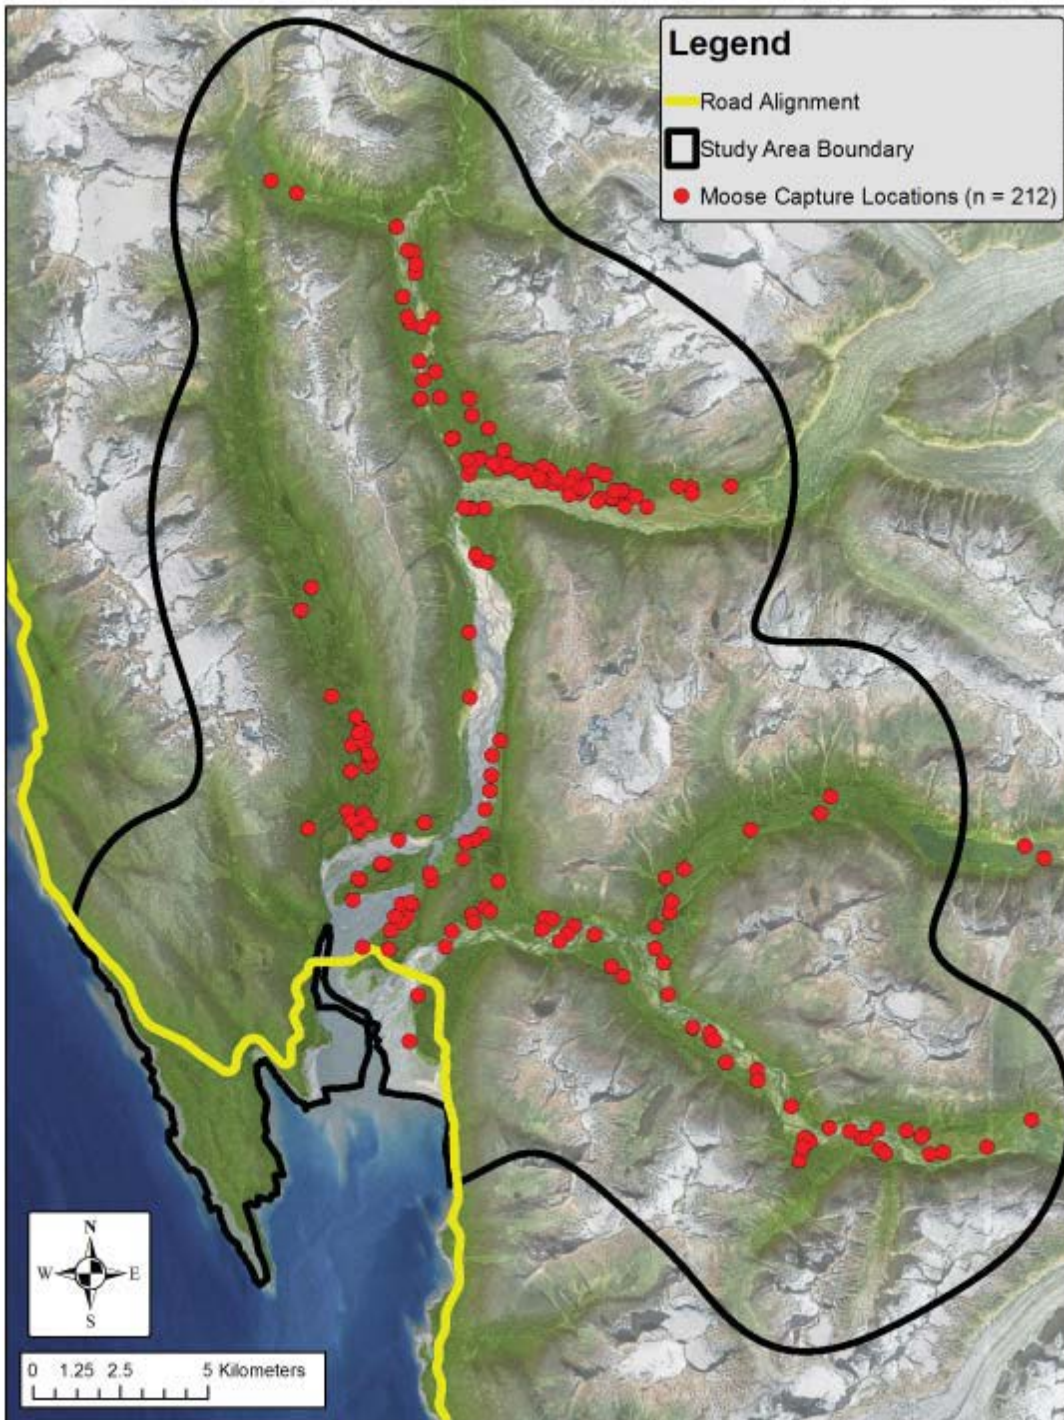 Legend
Road Alignment
Study Area Boundary
Moose Capture Locations (n = 212)
N
W E
S
0 1.25 2.5 5 Kilometers